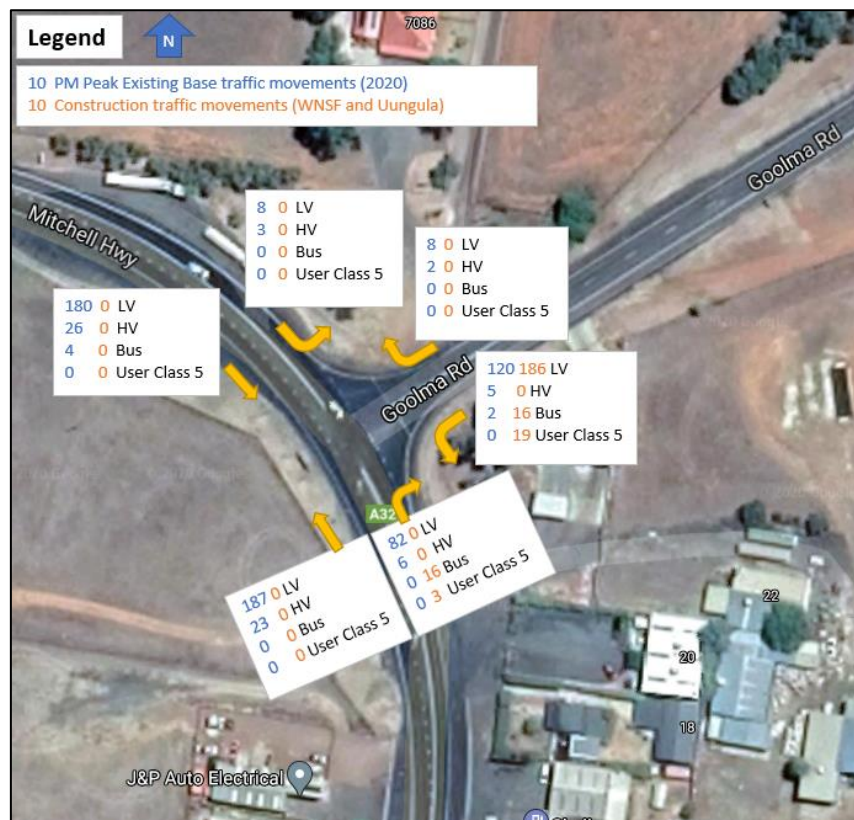 Legend
N
10 PM Peak Existing Base traffic movements (2020)
10 Construction traffic movements (WNSF and Uungula)
7086
Goolma Rd
Mitchell Hwy
8 0 LV
3 0 HV
0 0 Bus
0 0 User Class 5
8 0 LV
2 0 HV
0 0 Bus
0 0 User Class 5
180 0 LV
26 0 HV
4 0 Bus
0 0 User Class 5
Goolma Rd
120 186 LV
5 0 HV
2 16 Bus
0 19 User Class 5
A32
187 0 LV
23 0 HV
0 0 Bus
0 0 User Class 5
82 0 LV
6 0 HV
0 16 Bus
0 3 User Class 5
22
20
18
J&P Auto Electrical